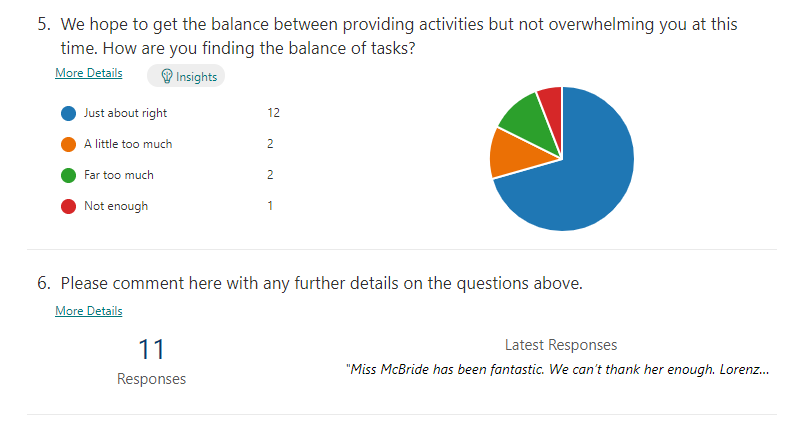 5. We hope to get the balance between providing activities but not overwhelming you at this
time. How are you finding the balance of tasks?
More Details
Insights
Just about right 12
A little too much 2
Far too much 2
Not enough 1
6. Please comment here with any further details on the questions above.
More Details
11
Responses
Latest Responses
"Miss McBride has been fantastic. We can't thank her enough. Lorenz...